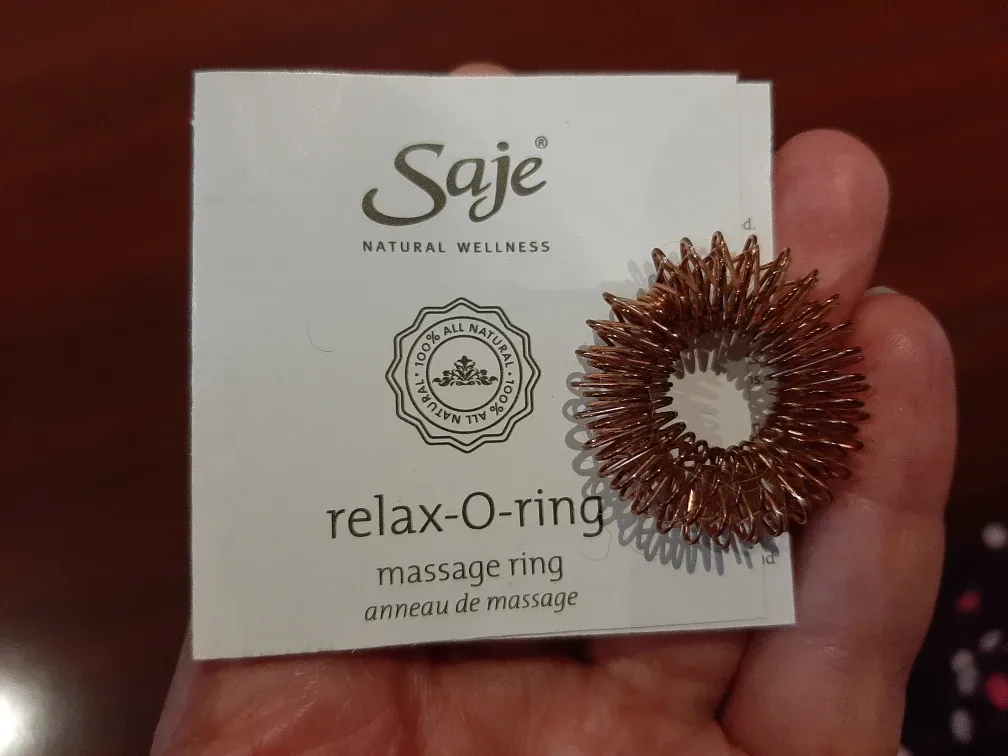 Saje®
NATURAL WELLNESS
100% ALL NATURAL · 100% ALL NATURAL ·
relax-O-ring
massage ring
anneau de massage
d.